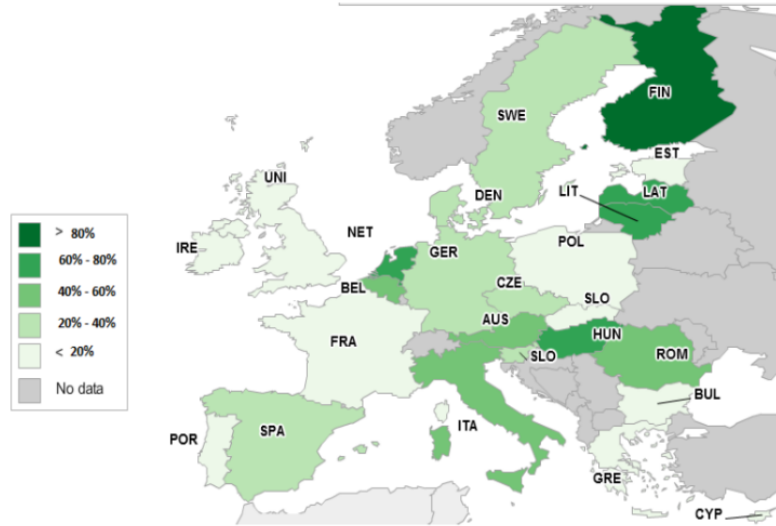 FIN
SWE
EST
UNI
DEN
LIT
LAT
NET
IRE
GER
POL
BEL
CZE
SLO
AUS
FRA
HUN
SLO
ROM
BUL
ITA
SPA
POR
GRE
CYP
> 80%
60% - 80%
40% - 60%
20% - 40%
< 20%
No data